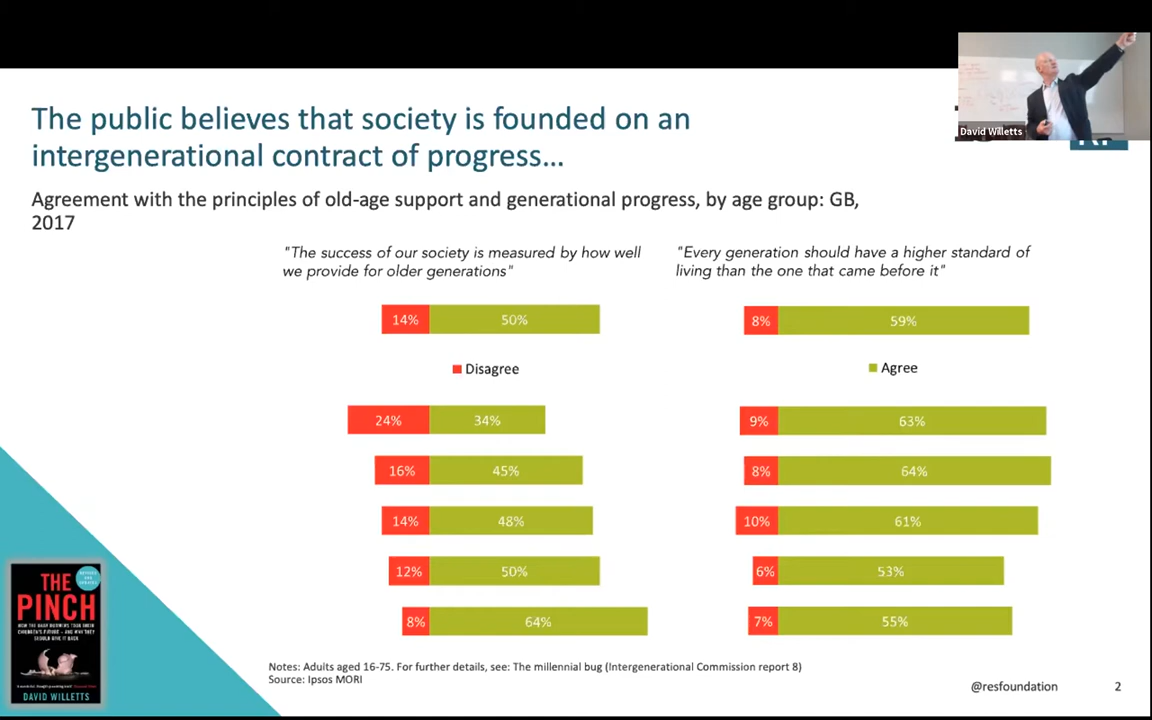 The public believes that society is founded on an
intergenerational contract of progress...
Agreement with the principles of old-age support and generational progress, by age group: GB,
2017
David Willetts
"The success of our society is measured by how well
we provide for older generations"
"Every generation should have a higher standard of
living than the one that came before it"
14% 50%
8% 59%
Disagree
Agree
24% 34%
9% 63%
16% 45%
8% 64%
14% 48%
10% 61%
12% 50%
6% 53%
8% 64%
7% 55%
THE
PINCH
DAVID WILLETTS
Notes: Adults aged 16-75. For further details, see: The millennial bug (Intergenerational Commission report 8)
Source: Ipsos MORI
@resfoundation
2